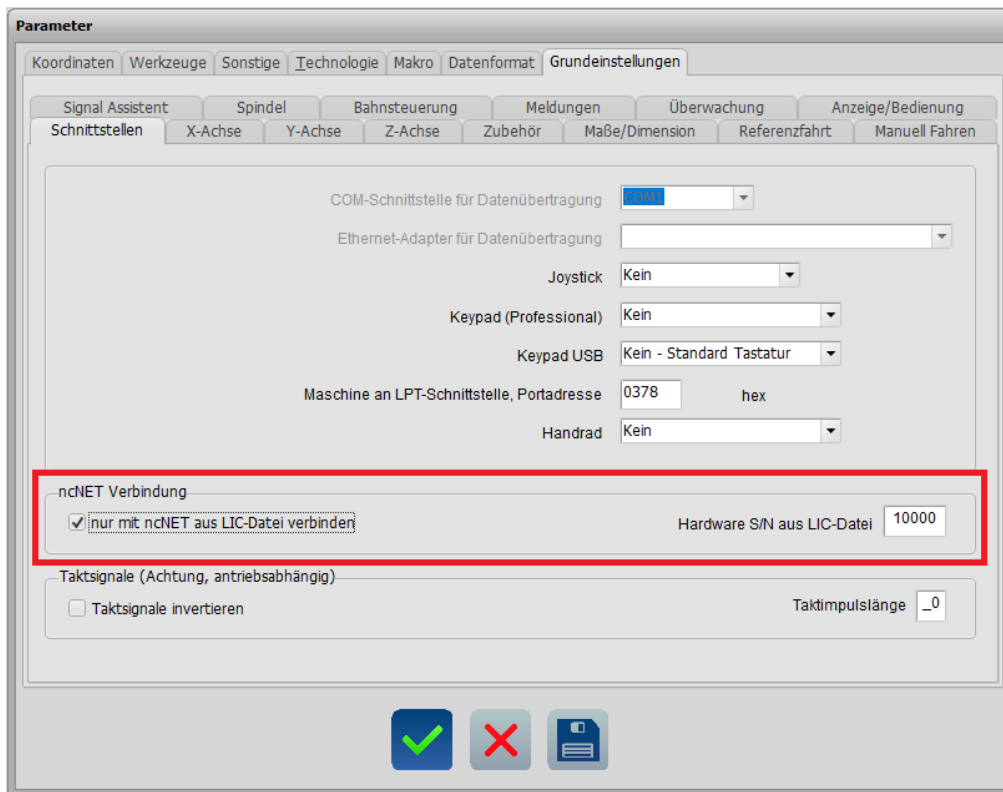 Parameter
Koordinaten Werkzeuge Sonstige Technologie Makro Datenformat Grundeinstellungen
Signal Assistent Spindel Bahnsteuerung Meldungen Überwachung Anzeige/Bedienung
Schnittstellen X-Achse Y-Achse Z-Achse Zubehör Maße/Dimension Referenzfahrt Manuell Fahren
COM-Schnittstelle für Datenübertragung COM1
Ethernet-Adapter für Datenübertragung
Joystick Kein
Keypad (Professional) Kein
Keypad USB Kein - Standard Tastatur
Maschine an LPT-Schnittstelle, Portadresse 0378 hex
Handrad Kein
ncNET Verbindung
nur mit ncNET aus LIC-Datei verbinden Hardware S/N aus LIC-Datei 10000
Taktsignale (Achtung, antriebsabhängig)
Taktsignale invertieren Taktimpulslänge _0